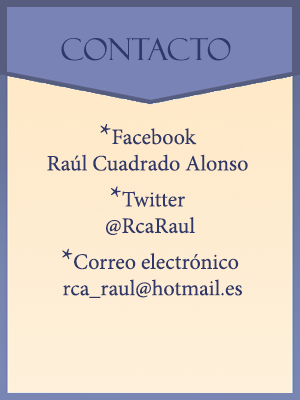 CONTACTO
*Facebook
Raúl Cuadrado Alonso
*Twitter
@RcaRaul
*Correo electrónico
rca_raul@hotmail.es